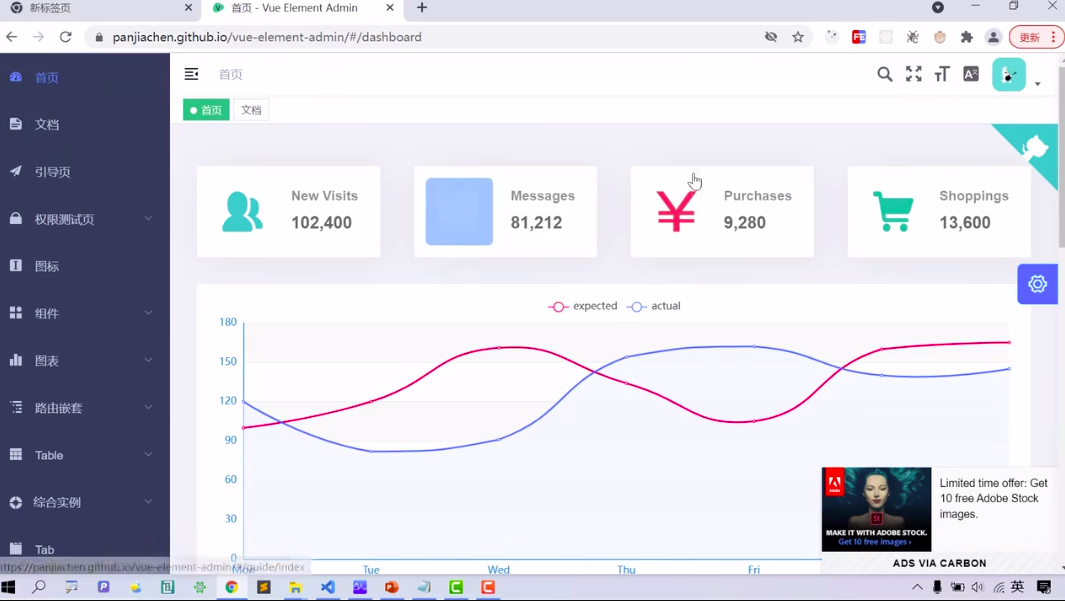 新标签页
首页 - Vue Element Admin
panjiachen.github.io/vue-element-admin/#/dashboard
更新
首页
首页
文档
引导页
权限测试页
图标
组件
图表
路由嵌套
Table
综合实例
Tab
首页
文档
New Visits
102,400
Messages
81,212
Purchases
9,280
Shoppings
13,600
expected
actual
180
150
120
90
60
30
0
Mon
Tue
Wed
Thu
Fri
Limited time offer: Get
10 free Adobe Stock
images.
Adobe
St
MAKE IT WITH ADOBE STOCK.
Get 10 free images ›
ADS VIA CARBON
https://panjiachen.github.io/vue-element-admin/#/guide/index
英